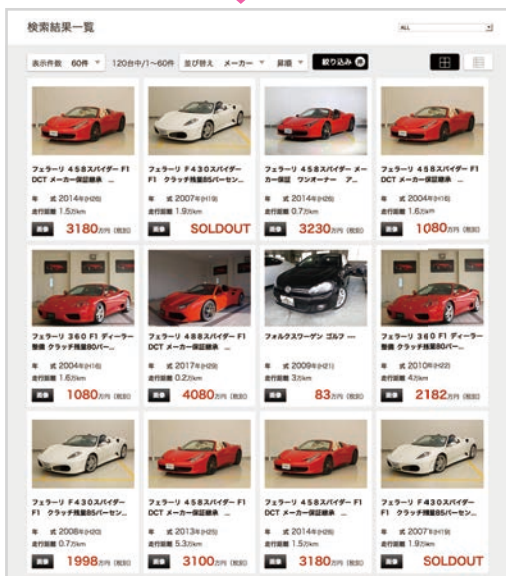 検索結果一覧
ALL
表示件数 60件 120台中/1~60件 並び替え メーカー 昇順 絞り込み
フェラーリ 458スパイダー F1
DCT メーカー保証継承 ...
年 式 2014年(H26)
走行距離 1.5万km
画像 3180万円(税別)
フェラーリ F430スパイダー
F1 クラッチ残量85パーセン...
年 式 2007年(H19)
走行距離 1.9万km
画像 SOLDOUT
フェラーリ 458スパイダー メー
カー保証 ワンオーナー ア...
年 式 2014年(H26)
走行距離 0.7万km
画像 3230万円(税別)
フェラーリ 458スパイダー F1
DCT メーカー保証継承 ...
年 式 2004年(H16)
走行距離 1.6万km
画像 1080万円(税別)
フェラーリ 360 F1 ディーラー
整備 クラッチ残量80パー...
年 式 2004年(H16)
走行距離 1.6万km
画像 1080万円(税別)
フェラーリ 488スパイダー F1
DCT メーカー保証継承 ...
年 式 2017年(H29)
走行距離 0.2万km
画像 4080万円(税別)
フォルクスワーゲン ゴルフ ---
年 式 2009年(H21)
走行距離 3万km
画像 83万円(税別)
フェラーリ 360 F1 ディーラー
整備 クラッチ残量80パー...
年 式 2010年(H22)
走行距離 4万km
画像 2182万円(税別)
フェラーリ F430スパイダー
F1 クラッチ残量85パーセン...
年 式 2008年(H20)
走行距離 0.7万km
画像 1998万円(税別)
フェラーリ 458スパイダー F1
DCT メーカー保証継承 ...
年 式 2013年(H25)
走行距離 5.3万km
画像 3100万円(税別)
フェラーリ 458スパイダー F1
DCT メーカー保証継承 ...
年 式 2014年(H26)
走行距離 1.5万km
画像 3180万円(税別)
フェラーリ F430スパイダー
F1 クラッチ残量85パーセン...
年 式 2007年(H19)
走行距離 1.9万km
画像 SOLDOUT